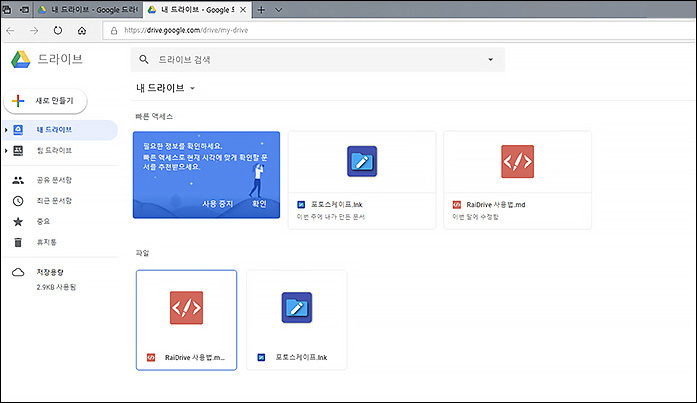 내 드라이브 - Google 드라이
내 드라이브 - Google 드
https://drive.google.com/drive/my-drive
드라이브
드라이브 검색
내 드라이브
새로 만들기
빠른 액세스
내 드라이브
팀 드라이브
공유 문서함
최근 문서함
중요
휴지통
저장용량
2.9KB 사용됨
필요한 정보를 확인하세요.
빠른 액세스로 현재 시각에 맞게 확인할 문
서를 추천받으세요.
사용 중지
확인
포토스케이프.lnk
이번 주에 내가 만든 문서
RaiDrive 사용법.md
이번 달에 수정함
파일
RaiDrive 사용법.m...
포토스케이프.lnk